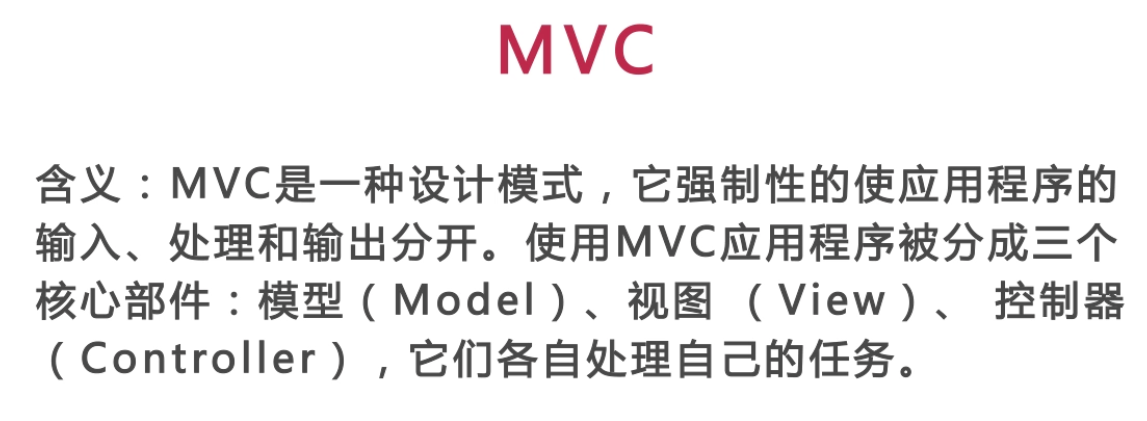 MVC
含义：MVC是一种设计模式，它强制性的使应用程序的
输入、处理和输出分开。使用MVC应用程序被分成三个
核心部件：模型（Model）、视图 （View）、 控制器
（Controller），它们各自处理自己的任务。